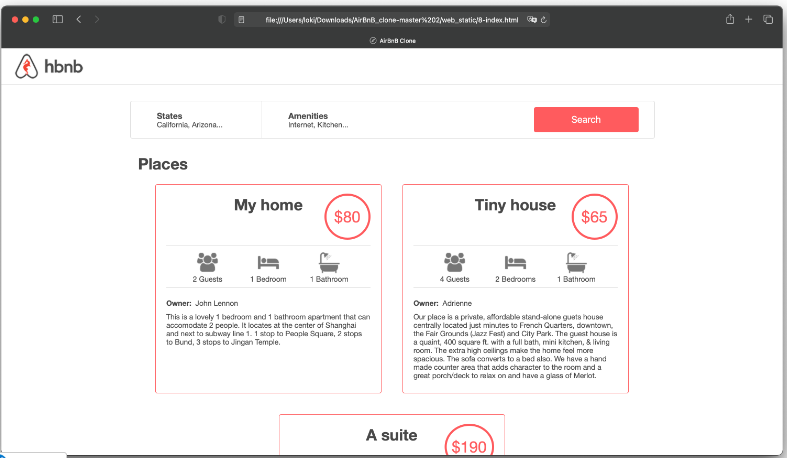 file:///Users/loki/Downloads/AirBnB_clone-master%202/web_static/8-index.html
AirBnB Clone
hbnb
States
California, Arizona...
Amenities
Internet, Kitchen...
Search
Places
My home
$80
2 Guests
1 Bedroom
1 Bathroom
Owner: John Lennon
This is a lovely 1 bedroom and 1 bathroom apartment that can
accomodate 2 people. It locates at the center of Shanghai
and next to subway line 1. 1 stop to People Square, 2 stops
to Bund, 3 stops to Jingan Temple.
Tiny house
$65
4 Guests
2 Bedrooms
1 Bathroom
Owner: Adrienne
Our place is a private, affordable stand-alone guets house
centrally located just minutes to French Quarters, downtown,
the Fair Grounds (Jazz Fest) and City Park. The guest house is
a quaint, 400 square ft. with a full bath, mini kitchen, & living
room. The extra high ceilings make the home feel more
spacious. The sofa converts to a bed also. We have a hand
made counter area that adds character to the room and a
great porch/deck to relax on and have a glass of Merlot.
A suite
$190